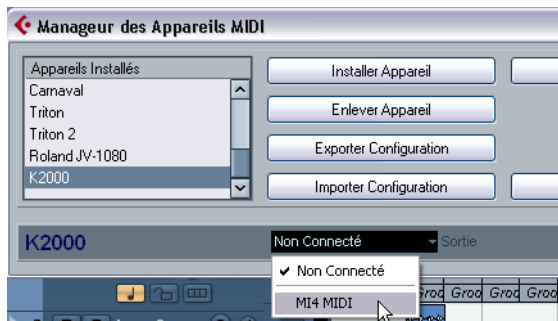 Manageur des Appareils MIDI
Appareils Installés
Carnaval
Triton
Triton 2
Roland JV-1080
K2000
Installer Appareil
Enlever Appareil
Exporter Configuration
Importer Configuration
K2000
Non Connecté
Sortie
✓ Non Connecté
MI4 MIDI
Groo Groo Groo